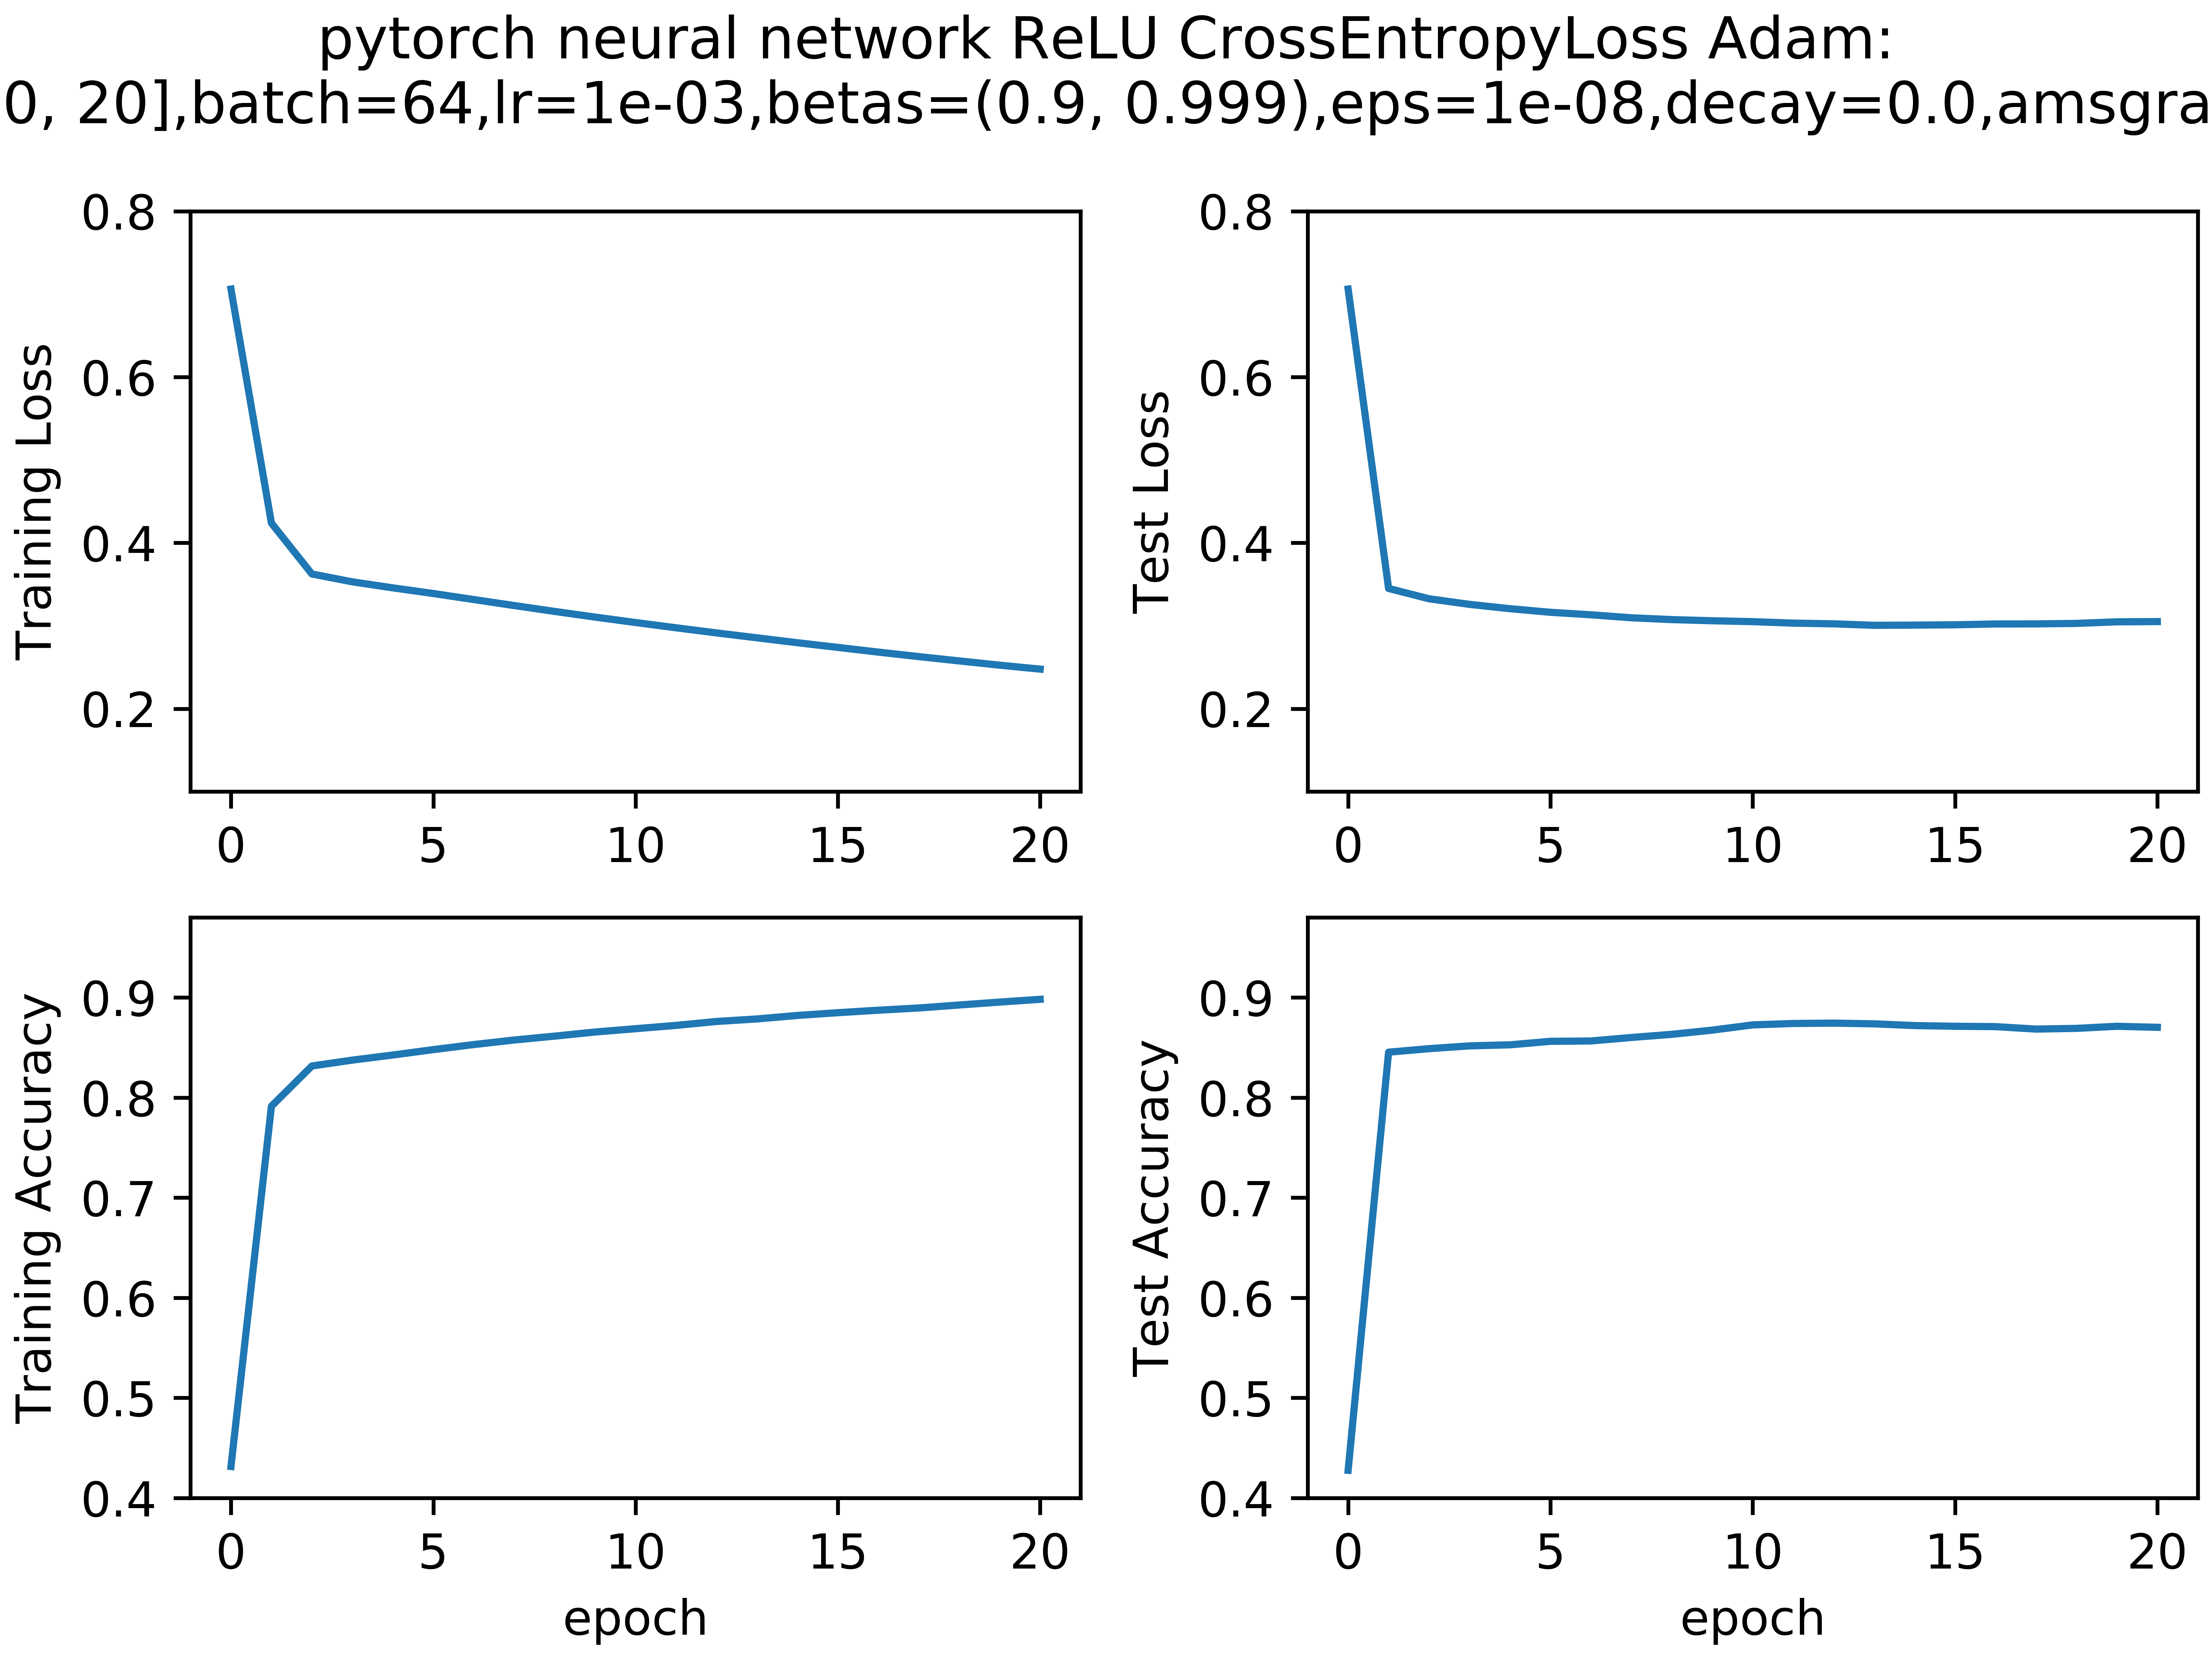 pytorch neural network ReLU CrossEntropyLoss Adam:
0, 20],batch=64,lr=1e-03,betas=(0.9, 0.999),eps=1e-08,decay=0.0,amsgra
Training Loss
0.8
0.6
0.4
0.2
0 5 10 15 20
Test Loss
0.8
0.6
0.4
0.2
0 5 10 15 20
Training Accuracy
0.9
0.8
0.7
0.6
0.5
0.4
0 5 10 15 20
epoch
Test Accuracy
0.9
0.8
0.7
0.6
0.5
0.4
0 5 10 15 20
epoch